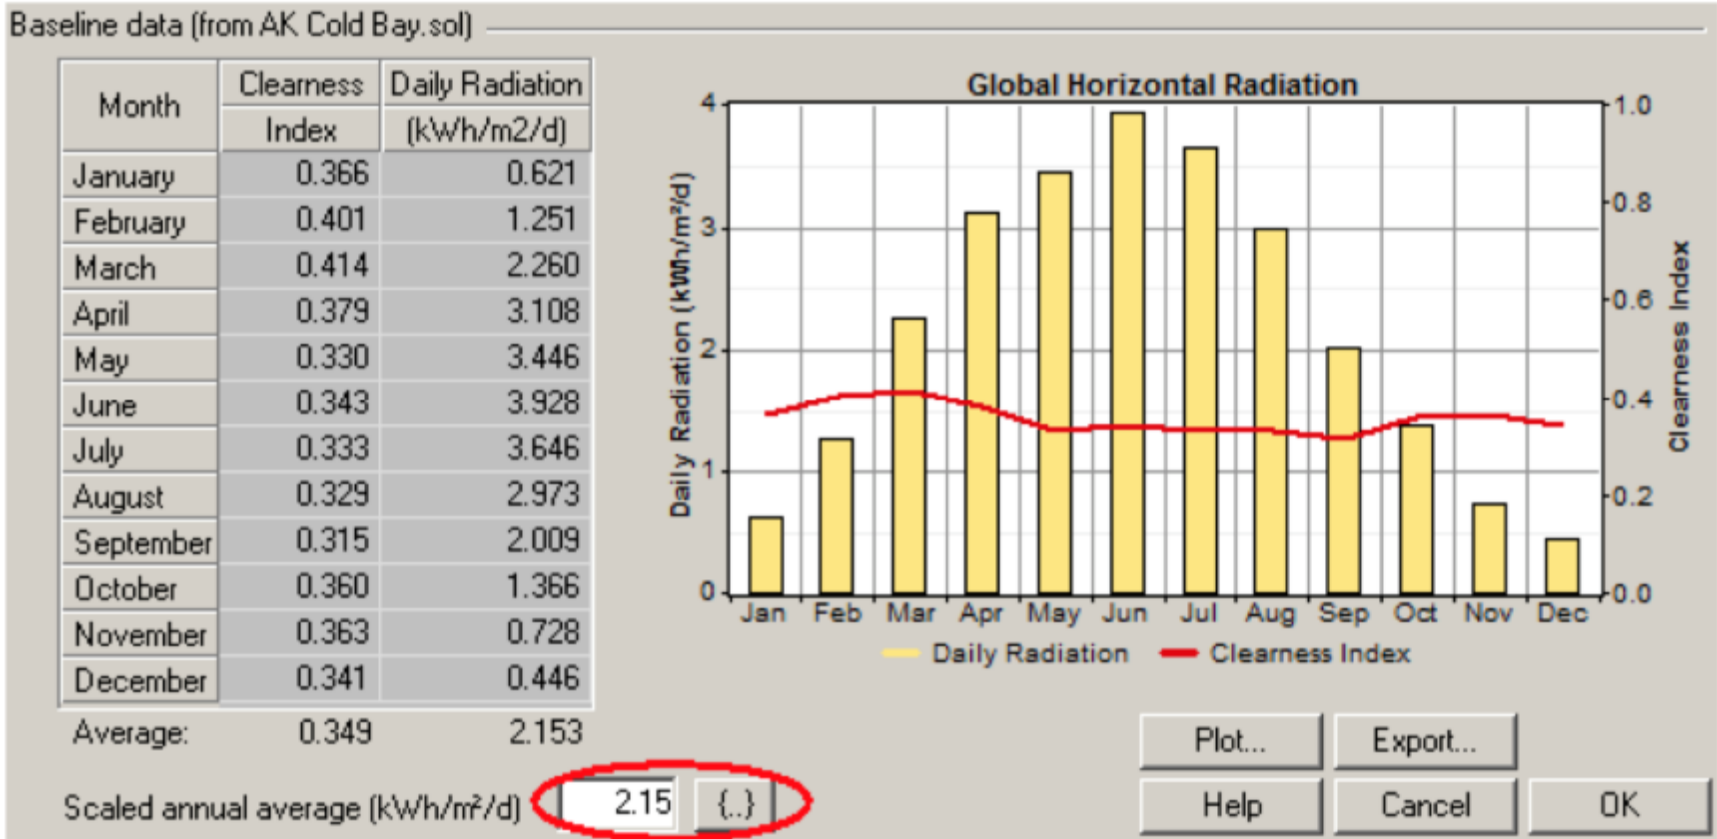 Baseline data (from AK Cold Bay.sol)
Month Clearness Index Daily Radiation (kWh/m2/d)
January 0.366 0.621
February 0.401 1.251
March 0.414 2.260
April 0.379 3.108
May 0.330 3.446
June 0.343 3.928
July 0.333 3.646
August 0.329 2.973
September 0.315 2.009
October 0.360 1.366
November 0.363 0.728
December 0.341 0.446
Average: 0.349 2.153
Scaled annual average (kWh/m²/d) 2.15 {..}
Global Horizontal Radiation
Daily Radiation (kWh/m²/d)
4
3
2
1
0
1.0
0.8
0.6
0.4
0.2
0.0
Clearness Index
Jan Feb Mar Apr May Jun Jul Aug Sep Oct Nov Dec
Daily Radiation Clearness Index
Plot... Export...
Help Cancel OK